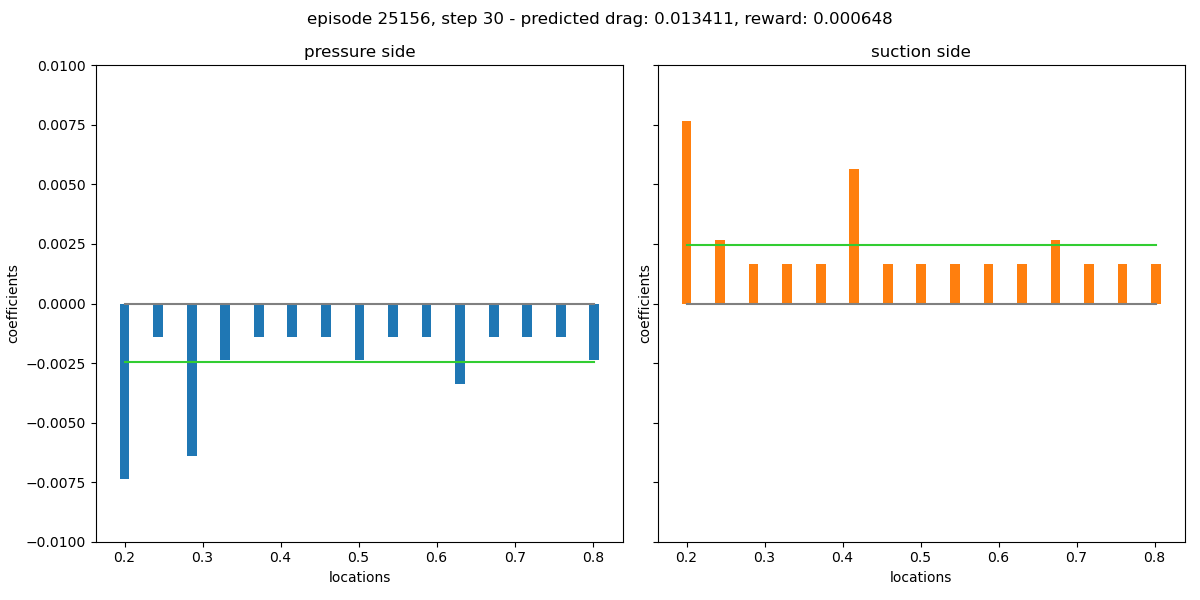 episode 25156, step 30 - predicted drag: 0.013411, reward: 0.000648
pressure side
suction side
0.0100
0.0075
0.0050
0.0025
0.0000
−0.0025
−0.0050
−0.0075
−0.0100
coefficients
coefficients
0.2 0.3 0.4 0.5 0.6 0.7 0.8
0.2 0.3 0.4 0.5 0.6 0.7 0.8
locations
locations